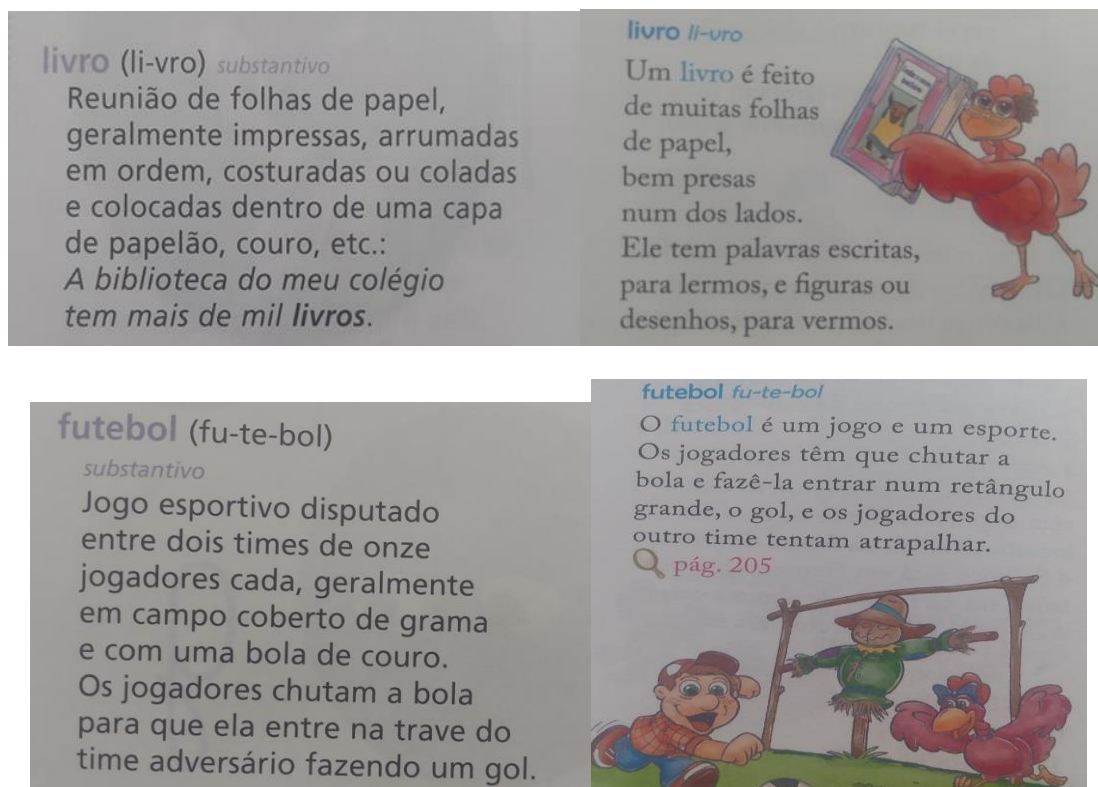 livro (li-vro) substantivo
Reunião de folhas de papel,
geralmente impressas, arrumadas
em ordem, costuradas ou coladas
e colocadas dentro de uma capa
de papelão, couro, etc.:
A biblioteca do meu colégio
tem mais de mil livros.
livro li-vro
Um livro é feito
de muitas folhas
de papel,
bem presas
num dos lados.
Ele tem palavras escritas,
para lermos, e figuras ou
desenhos, para vermos.
futebol (fu-te-bol)
substantivo
Jogo esportivo disputado
entre dois times de onze
jogadores cada, geralmente
em campo coberto de grama
e com uma bola de couro.
Os jogadores chutam a bola
para que ela entre na trave do
time adversário fazendo um gol.
futebol fu-te-bol
O futebol é um jogo e um esporte.
Os jogadores têm que chutar a
bola e fazê-la entrar num retângulo
grande, o gol, e os jogadores do
outro time tentam atrapalhar.
pág. 205